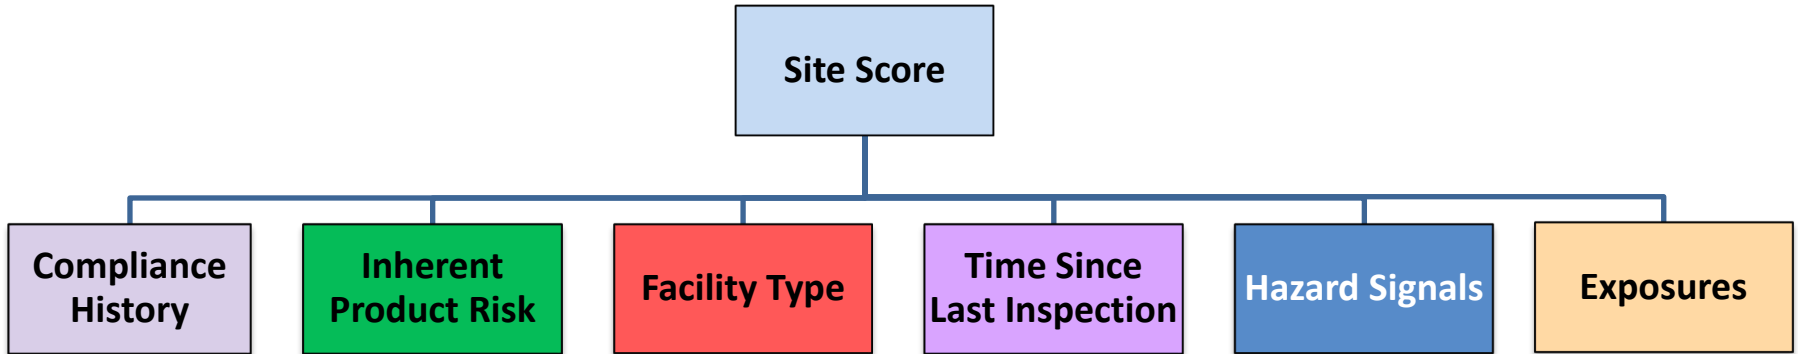 Site Score
Compliance
History
Inherent
Product Risk
Facility Type
Time Since
Last Inspection
Hazard Signals
Exposures